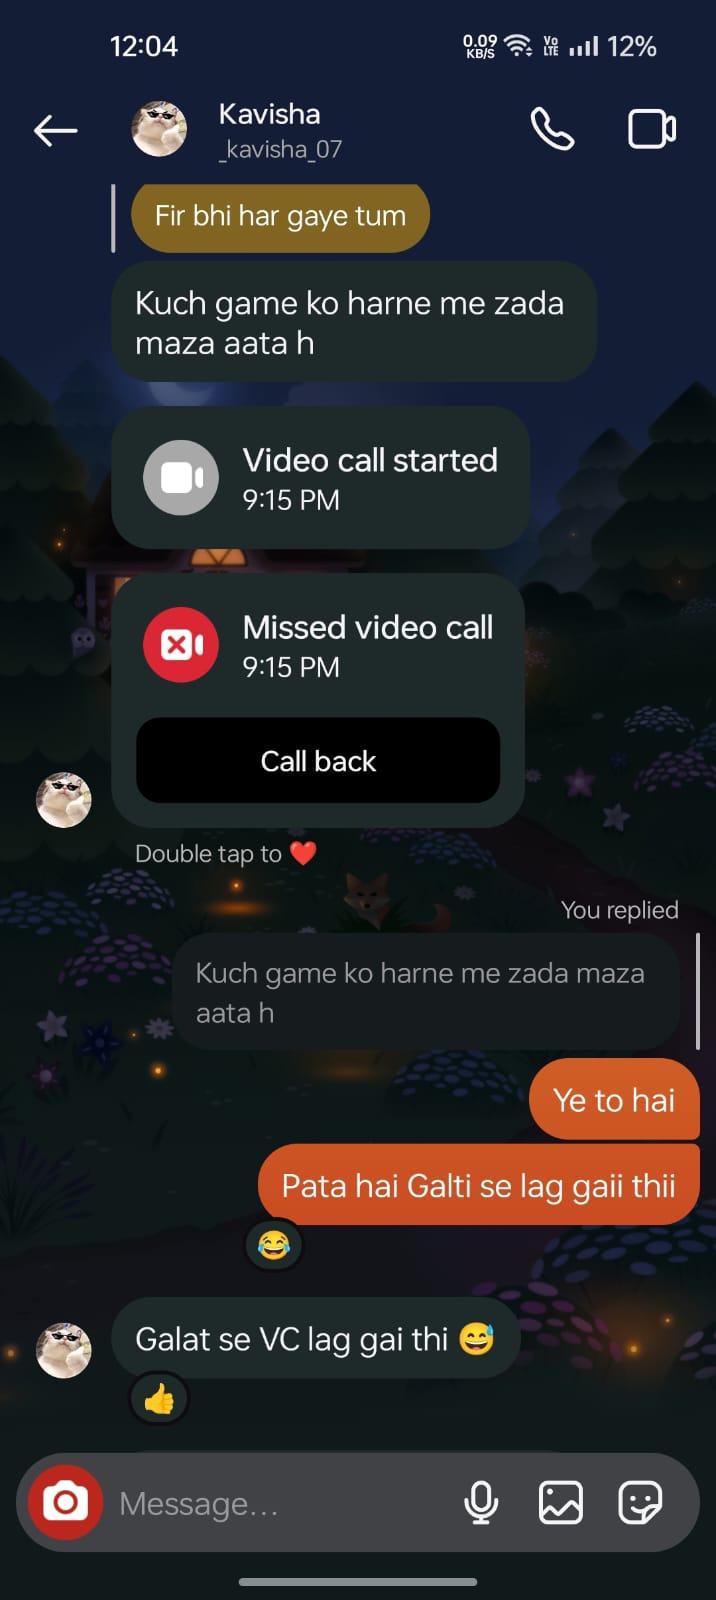 12:04
0.09 KB/S
Vo LTE
12%
Kavisha
_kavisha_07
Fir bhi har gaye tum
Kuch game ko harne me zada
maza aata h
Video call started
9:15 PM
Missed video call
9:15 PM
Call back
Double tap to ❤️
You replied
Kuch game ko harne me zada maza
aata h
Ye to hai
Pata hai Galti se lag gaii thii
😂
Galat se VC lag gai thi 😅
👍
Message...